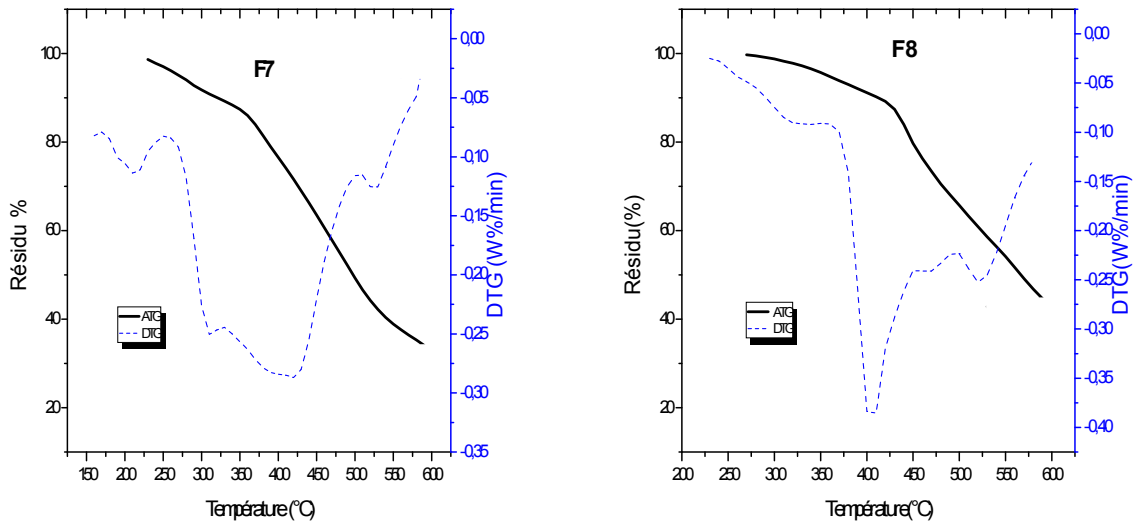 F7
100
80
60
40
20
Résidu %
0,00
-0,05
-0,10
-0,15
-0,20
-0,25
-0,30
-0,35
DTG (W%/min)
ATG
DTG
150 200 250 300 350 400 450 500 550 600
Température(°C)
F8
100
80
60
40
20
Résidu(%)
0,00
-0,05
-0,10
-0,15
-0,20
-0,25
-0,30
-0,35
-0,40
DTG(W%/min)
ATG
DTG
200 250 300 350 400 450 500 550 600
Température(°C)